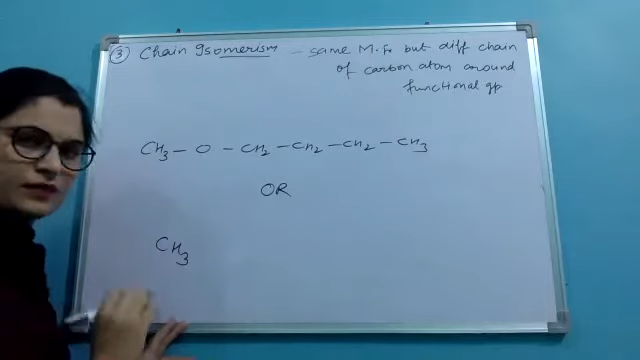 ③ Chain Isomerism - same M.F. but diff chain
of carbon atom around
functional gp
CH3 - O - CH2 - CH2 - CH2 - CH3
OR
CH3